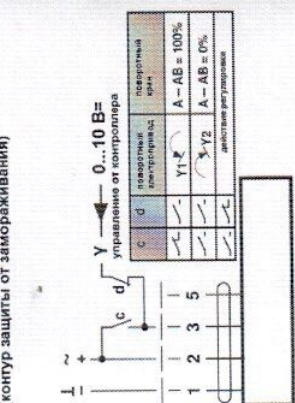 контур защиты от замораживания)
⊥ ~
− +
Y 0...10 В=
управление от контроллера
c
d
1 2 3 5
c d поворотный электропривод поворотный кран
Y1 A – AB = 100%
Y2 A – AB = 0%
действие регулировки